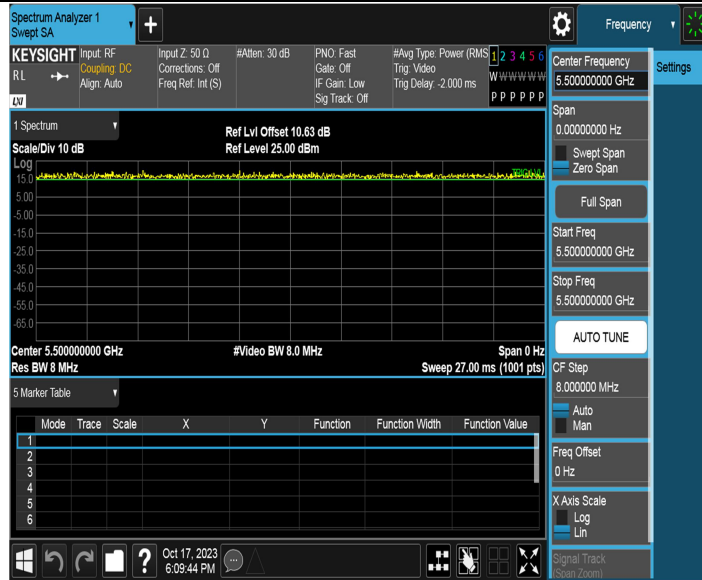 Spectrum Analyzer 1
Swept SA
Frequency
KEYSIGHT
RL
LXI
Input: RF
Coupling: DC
Align: Auto
Input Z: 50 Ω
Corrections: Off
Freq Ref: Int (S)
#Atten: 30 dB
PNO: Fast
Gate: Off
IF Gain: Low
Sig Track: Off
#Avg Type: Power (RMS
Trig: Video
Trig Delay: -2.000 ms
1 2 3 4 5 6
W W W W W W
P P P P P P
1 Spectrum
Scale/Div 10 dB
Ref Lvl Offset 10.63 dB
Ref Level 25.00 dBm
Log
15.0
5.00
-5.00
-15.0
-25.0
-35.0
-45.0
-55.0
-65.0
Center 5.500000000 GHz
#Video BW 8.0 MHz
Span 0 Hz
Res BW 8 MHz
Sweep 27.00 ms (1001 pts)
5 Marker Table
Mode Trace Scale X Y Function Function Width Function Value
1
2
3
4
5
6
Oct 17, 2023
6:09:44 PM
Center Frequency
5.500000000 GHz
Settings
Span
0.00000000 Hz
Swept Span
Zero Span
Full Span
Start Freq
5.500000000 GHz
Stop Freq
5.500000000 GHz
AUTO TUNE
CF Step
8.000000 MHz
Auto
Man
Freq Offset
0 Hz
X Axis Scale
Log
Lin
Signal Track
(Span Zoom)